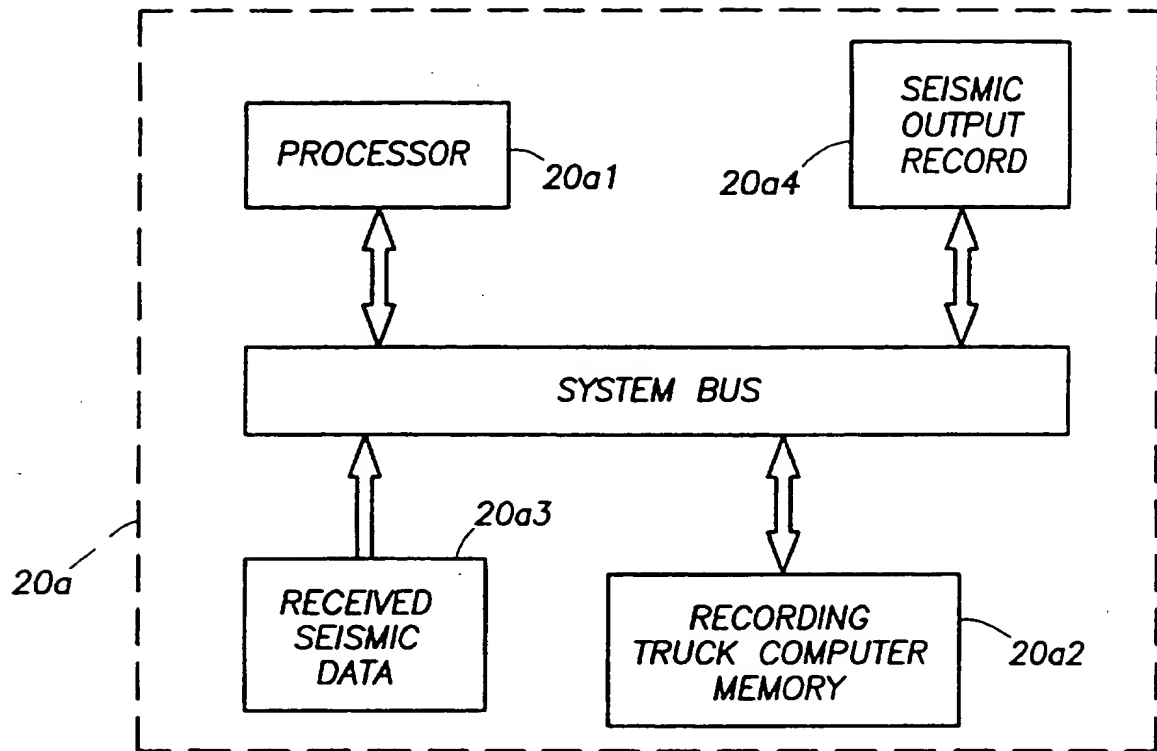 PROCESSOR
20a1
SEISMIC
OUTPUT
RECORD
20a4
SYSTEM BUS
20a3
20a
RECEIVED
SEISMIC
DATA
RECORDING
TRUCK COMPUTER
MEMORY
20a2